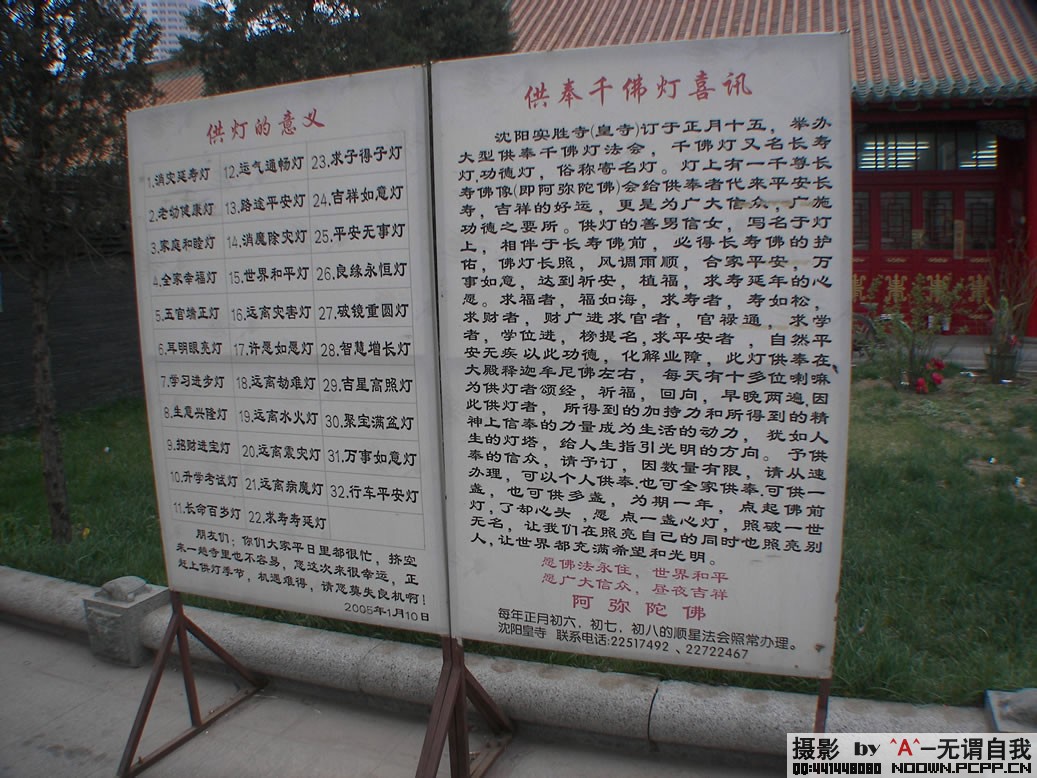 供灯的意义
1.消灾延寿灯 12.运气通畅灯 23.求子得子灯
2.老幼健康灯 13.路途平安灯 24.吉祥如意灯
3.家庭和睦灯 14.消魔除灾灯 25.平安无事灯
4.全家幸福灯 15.世界和平灯 26.良缘永恒灯
5.五官端正灯 16.远离灾害灯 27.破镜重圆灯
6.耳明眼亮灯 17.许愿如愿灯 28.智慧增长灯
7.学习进步灯 18.远离劫难灯 29.吉星高照灯
8.生意兴隆灯 19.远离水火灯 30.聚宝满盆灯
9.招财进宝灯 20.远离震灾灯 31.万事如意灯
10.升学考试灯 21.远离病魔灯 32.行车平安灯
11.长命百岁灯 22.求寿寿延灯
朋友们；你们大家平日里都很忙，挤空
来一趟寺里也不容易，愿这次来很幸运，正
赶上供灯季节，机遇难得，请您莫失良机啊!
2005年1月10日
供奉千佛灯喜讯
沈阳实胜寺(皇寺)订于正月十五，举办
大型供奉千佛灯法会，千佛灯又名长寿
灯,功德灯，俗称寄名灯。灯上有一千尊长
寿佛像(即阿弥陀佛)会给供奉者代来平安长
寿，吉祥的好运，更是为广大信众，广施
功德之要所。供灯的善男信女，写名于灯
上，相伴于长寿佛前，必得长寿佛的护
佑，佛灯长照，风调雨顺，合家平安，万
事如意，达到祈安，植福，求寿延年的心
愿。求福者，福如海，求寿者，寿如松，
求财者，财广进求官者，官禄通，求学
者，学位进，榜提名,求平安者，自然平
安无疾以此功德，化解业障，此灯供奉在
大殿释迦牟尼佛左右，每天有十多位喇嘛
为供灯者颂经，祈福，回向，早晚两遍.因
此供灯者，所得到的加持力和所得到的精
神上信奉的力量成为生活的动力，犹如人
生的灯塔，给人生指引光明的方向。予供
奉的信众，请予订，因数量有限，请从速
办理，可以个人供奉.也可全家供奉.可供一
盏，也可供多盏，为期一年，点起佛前
灯，了却心头，愿 点一盏心灯，照破一世
无名，让我们在照亮自己的同时也照亮别
人,让世界都充满希望和光明。
愿佛法永住，世界和平
愿广大信众，昼夜吉祥
阿弥陀佛
每年正月初六，初七，初八的顺星法会照常办理。
沈阳皇寺 联系电话:22517492、22722467
摄影 by ^A^-无谓自我
QQ:41448080 NOOWN.PCPP.CN